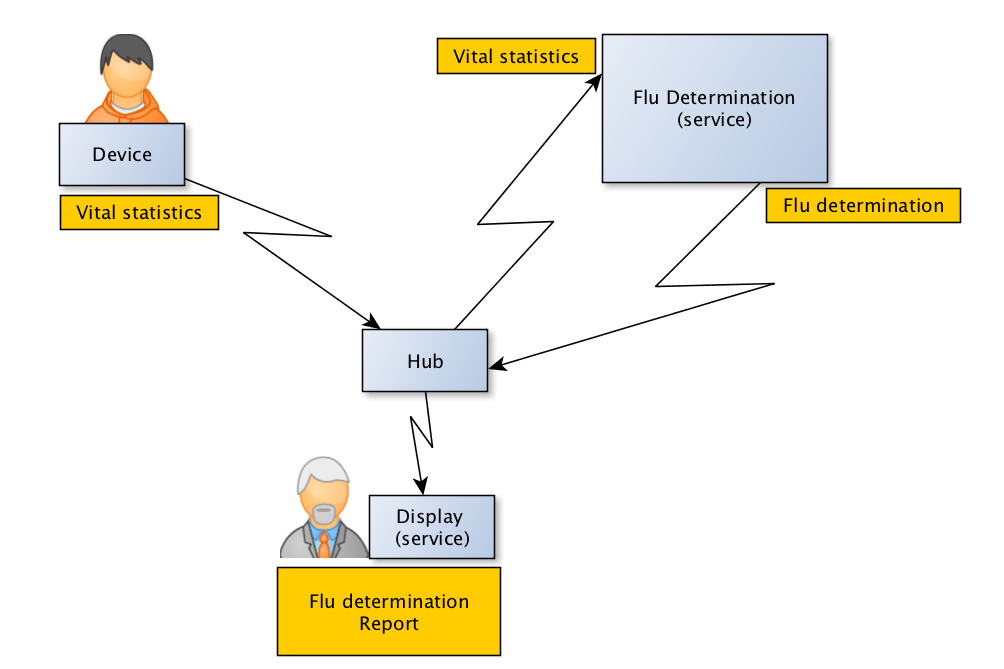 Vital statistics
Flu Determination
(service)
Device
Vital statistics
Flu determination
Hub
Display
(service)
Flu determination
Report